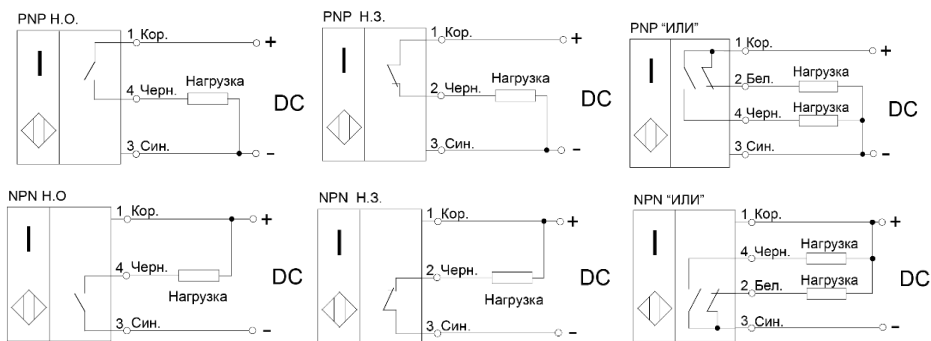 PNP Н.О.
1 Кор.
+
4 Черн.
Нагрузка
DC
3 Син.
-
PNP Н.З.
1 Кор.
+
2 Черн.
Нагрузка
DC
3 Син.
-
PNP “ИЛИ”
1 Кор.
+
2 Бел.
Нагрузка
4 Черн.
Нагрузка
DC
3 Син.
-
NPN Н.О
1 Кор.
+
4 Черн.
Нагрузка
DC
3 Син.
-
NPN Н.З.
1 Кор.
+
2 Черн.
Нагрузка
DC
3 Син.
-
NPN “ИЛИ”
1 Кор.
+
4 Черн.
Нагрузка
2 Бел.
Нагрузка
DC
3 Син.
-